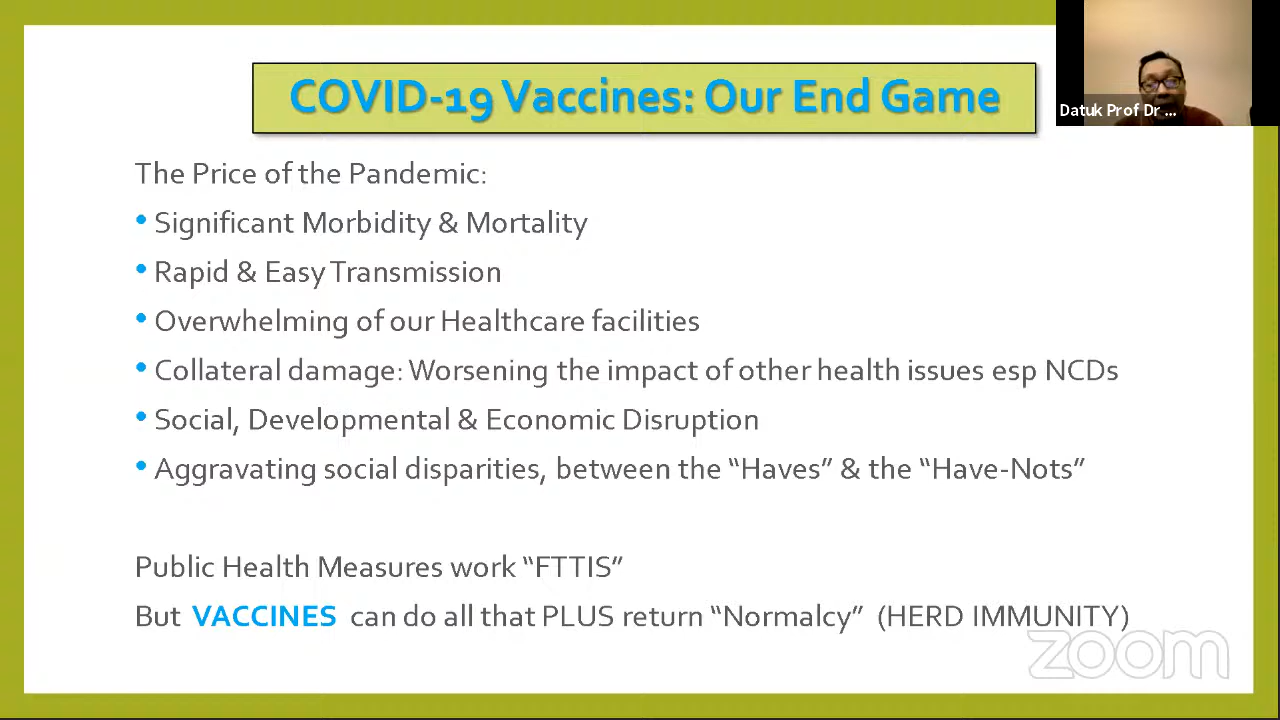 COVID-19 Vaccines: Our End Game
Datuk Prof Dr ...
The Price of the Pandemic:
• Significant Morbidity & Mortality
• Rapid & Easy Transmission
• Overwhelming of our Healthcare facilities
• Collateral damage: Worsening the impact of other health issues esp NCDs
• Social, Developmental & Economic Disruption
• Aggravating social disparities, between the “Haves” & the “Have-Nots”
Public Health Measures work “FTTIS”
But VACCINES can do all that PLUS return “Normalcy” (HERD IMMUNITY)
zoom